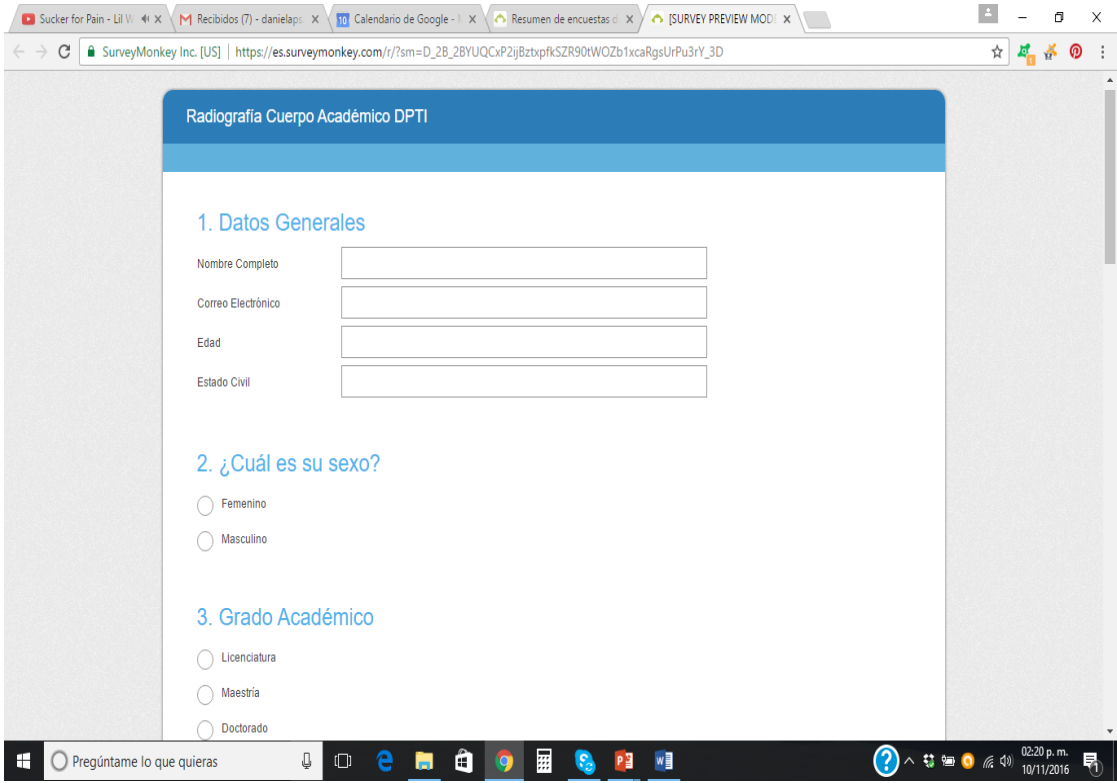 Sucker for Pain - Lil W
Recibidos (7) - danielaps
10 Calendario de Google -
Resumen de encuestas d
[SURVEY PREVIEW MODE
SurveyMonkey Inc. [US] | https://es.surveymonkey.com/r/?sm=D_2B_2BYUQCxP2ijBztxpfkSZR90tWOZb1xcaRgsUrPu3rY_3D
Radiografía Cuerpo Académico DPTI
1. Datos Generales
Nombre Completo
Correo Electrónico
Edad
Estado Civil
2. ¿Cuál es su sexo?
Femenino
Masculino
3. Grado Académico
Licenciatura
Maestría
Doctorado
Pregúntame lo que quieras
02:20 p. m.
10/11/2016